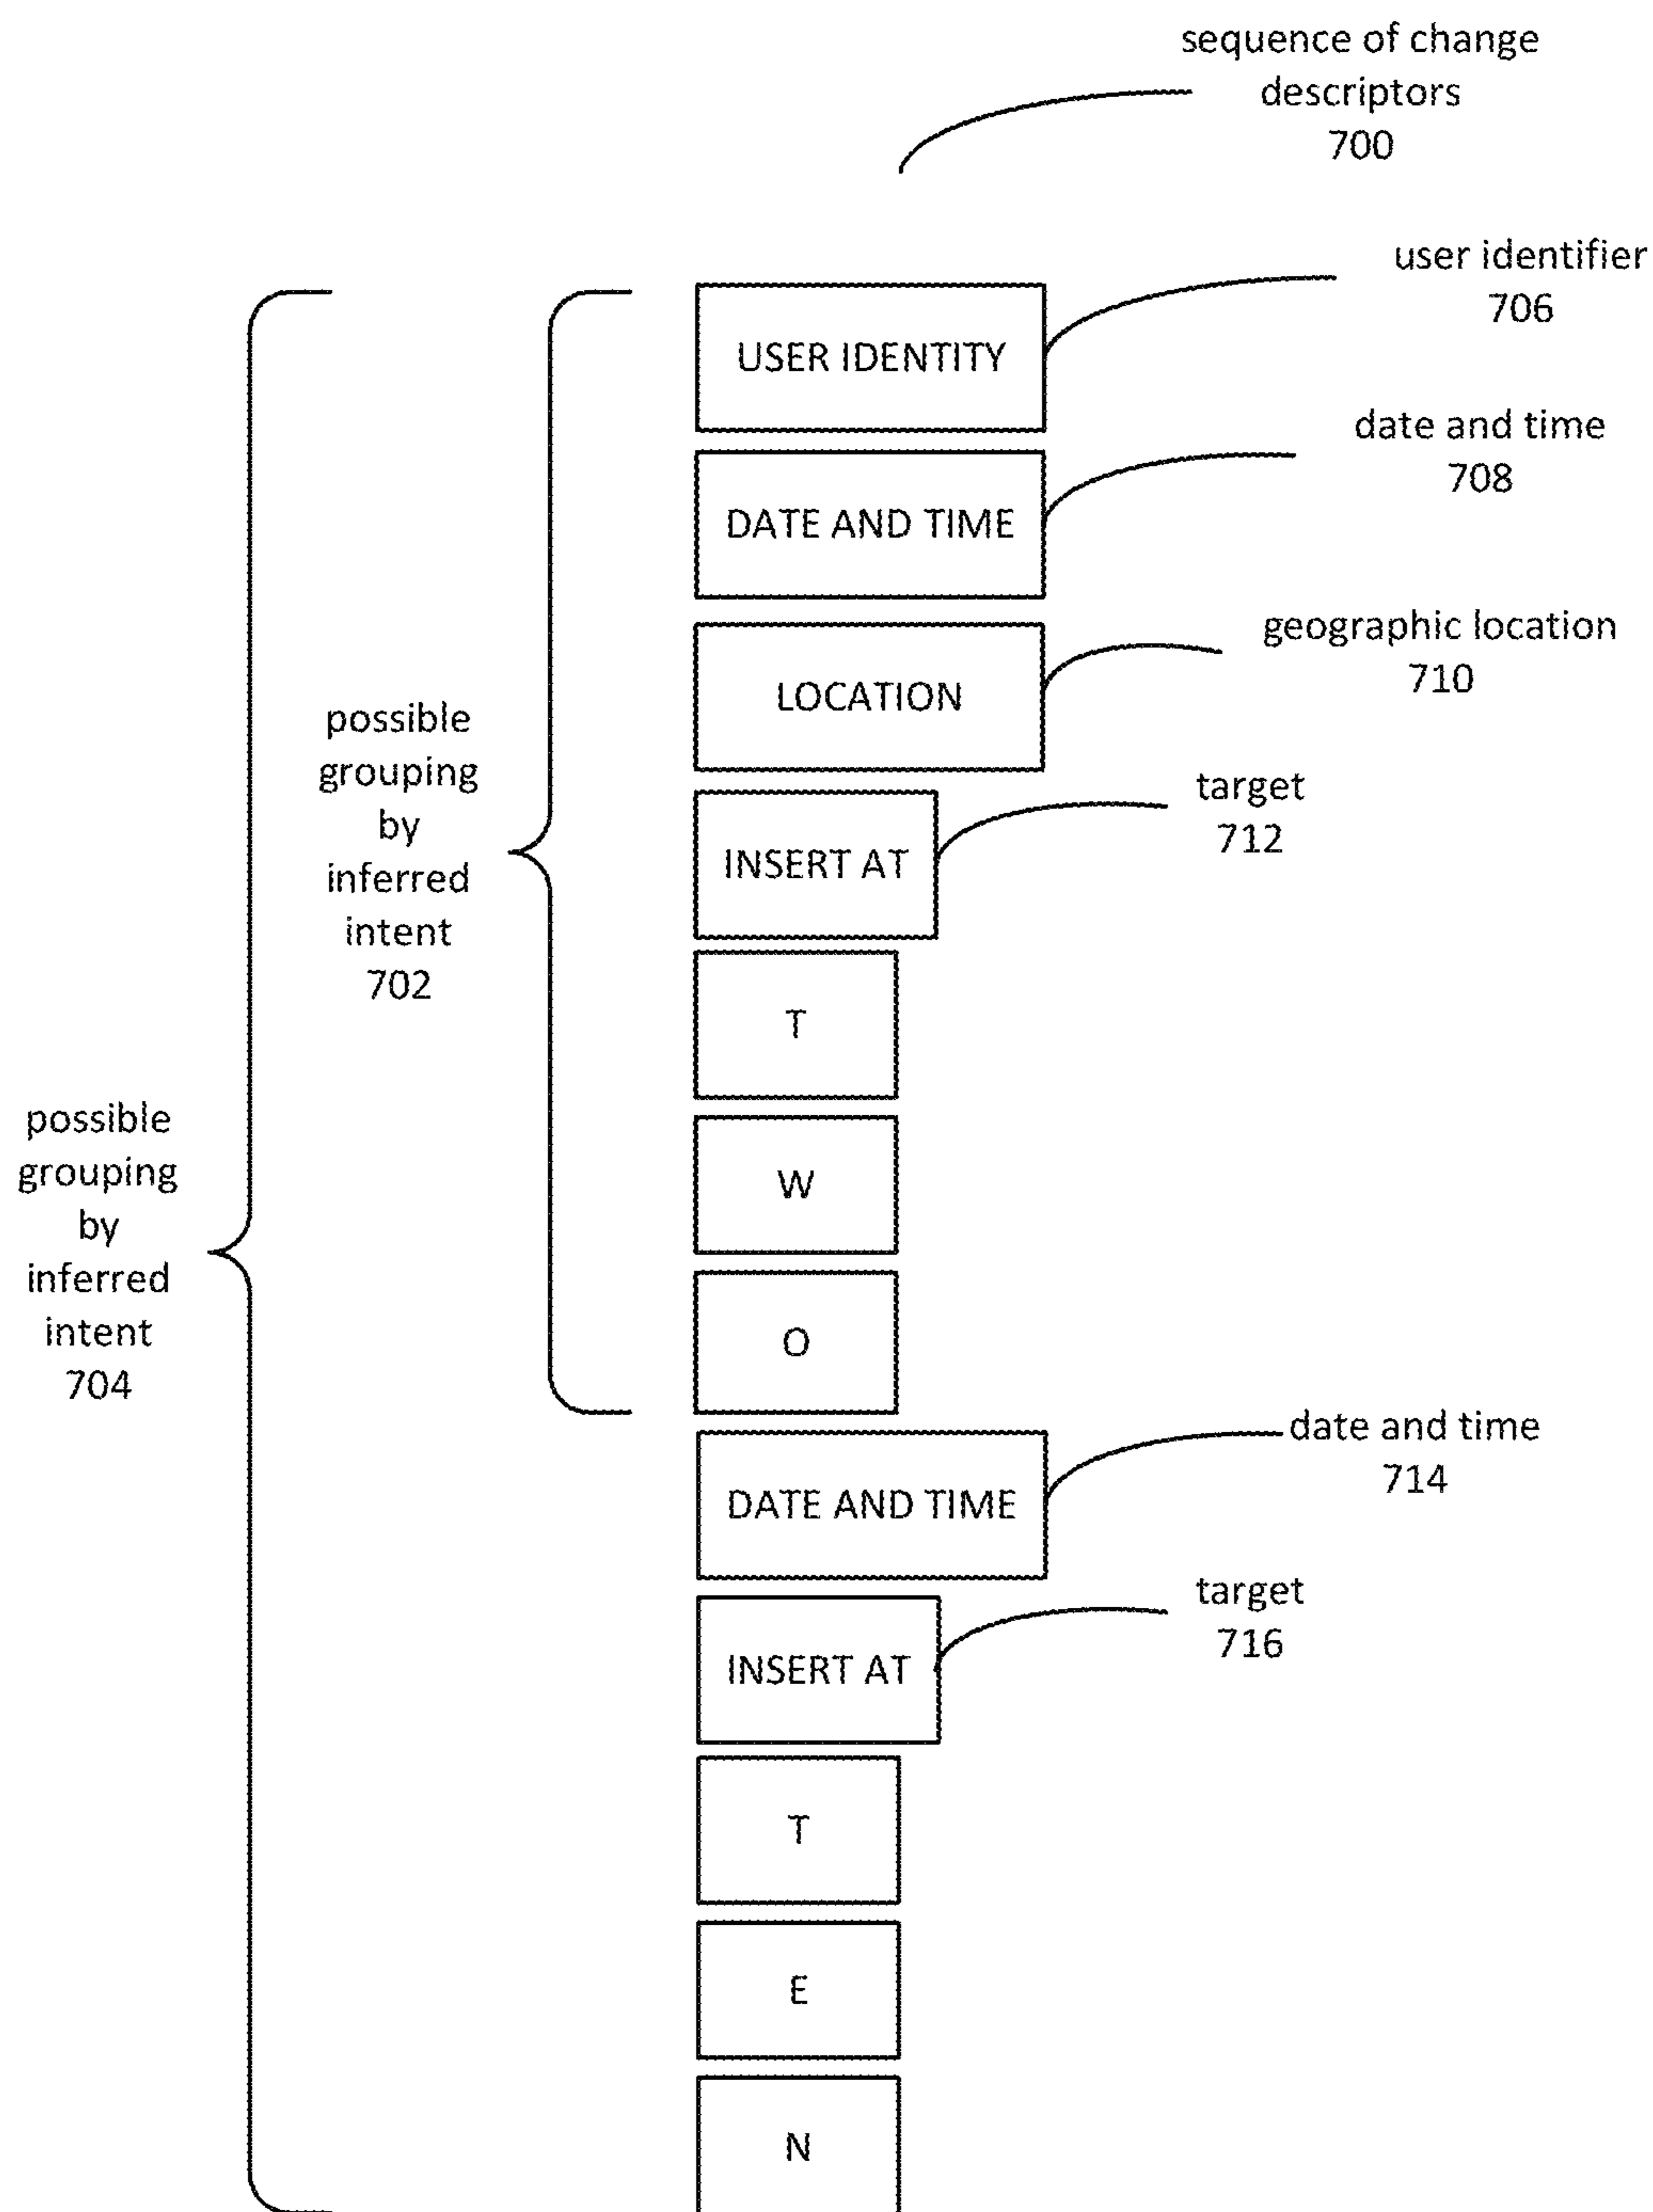 sequence of change
descriptors
700
user identifier
706
USER IDENTITY
date and time
708
DATE AND TIME
geographic location
710
LOCATION
possible
grouping
by
inferred
intent
702
target
712
INSERT AT
T
W
O
possible
grouping
by
inferred
intent
704
date and time
714
DATE AND TIME
target
716
INSERT AT
T
E
N